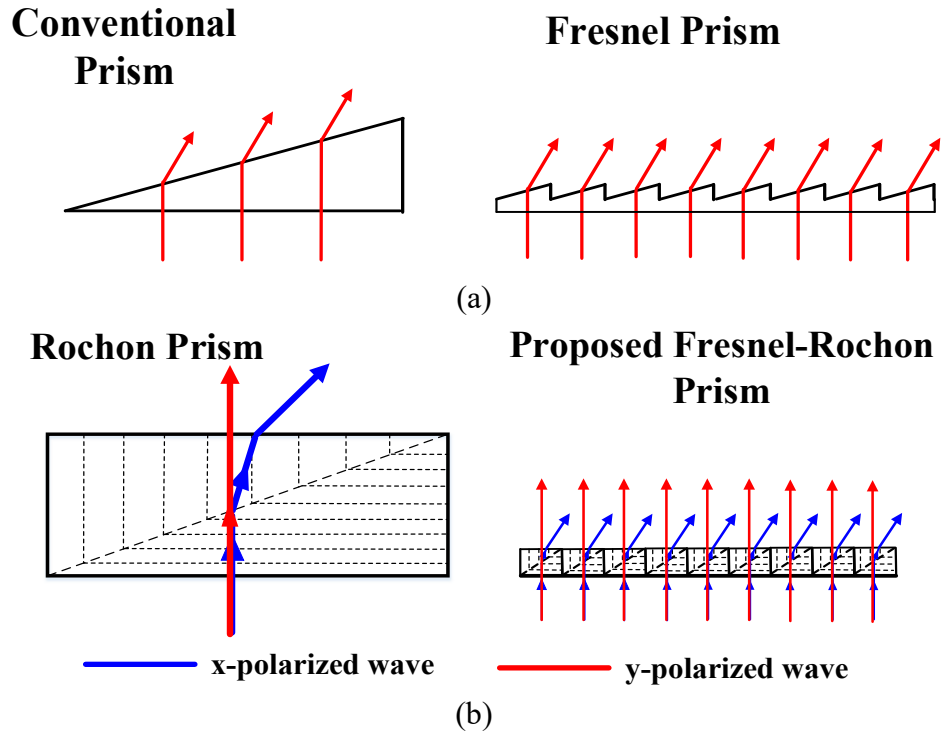 Conventional
Prism
Fresnel Prism
(a)
Rochon Prism
Proposed Fresnel-Rochon
Prism
x-polarized wave
y-polarized wave
(b)